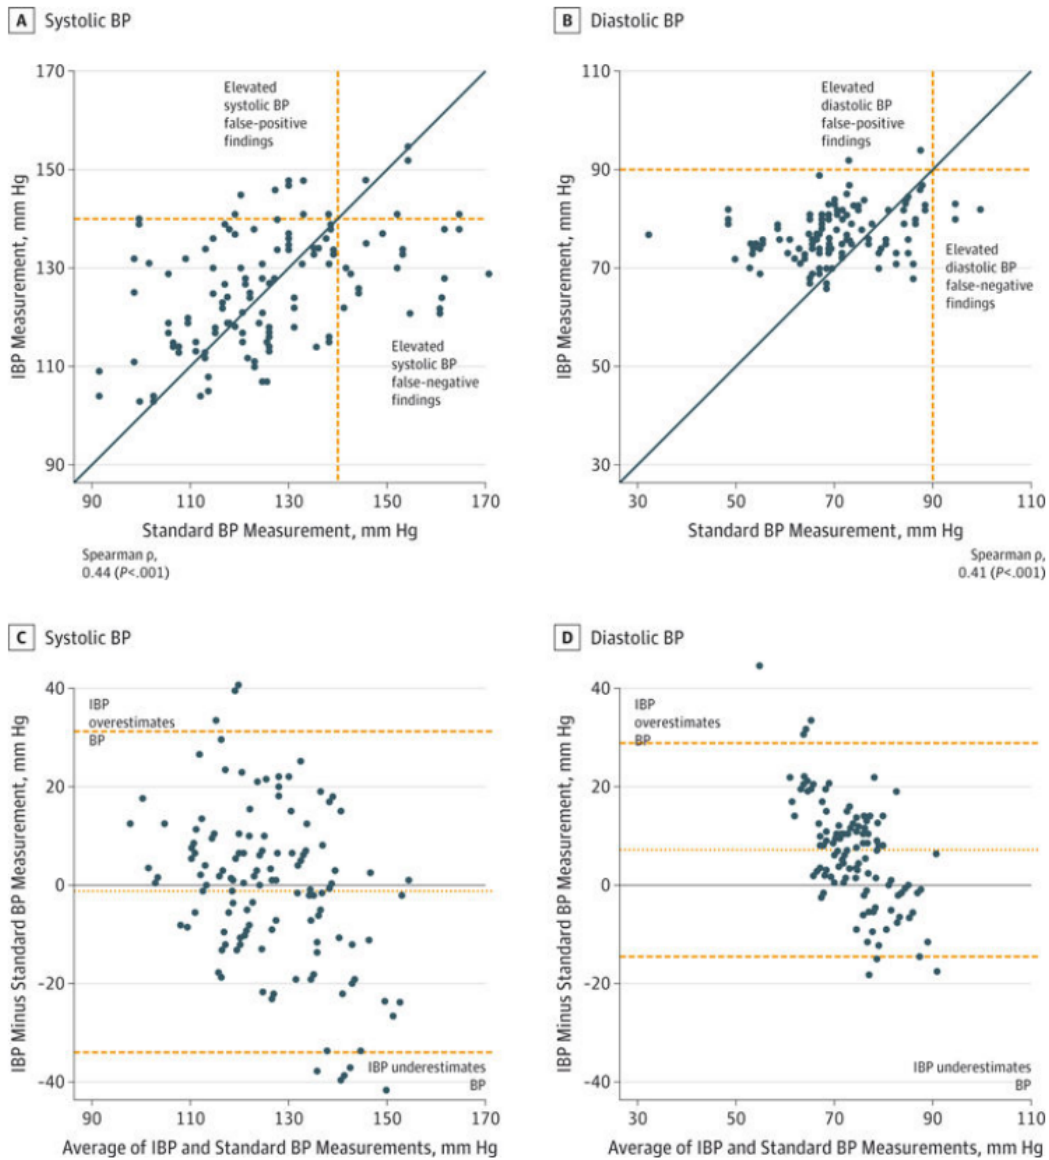 A Systolic BP
170
150
130
110
90
IBP Measurement, mm Hg
Elevated
systolic BP
false-positive
findings
Elevated
systolic BP
false-negative
findings
90 110 130 150 170
Standard BP Measurement, mm Hg
Spearman ρ,
0.44 (P<.001)
B Diastolic BP
110
90
70
50
30
IBP Measurement, mm Hg
Elevated
diastolic BP
false-positive
findings
Elevated
diastolic BP
false-negative
findings
30 50 70 90 110
Standard BP Measurement, mm Hg
Spearman ρ,
0.41 (P<.001)
C Systolic BP
40
20
0
-20
-40
IBP Minus Standard BP Measurement, mm Hg
IBP
overestimates
BP
IBP underestimates
BP
90 110 130 150 170
Average of IBP and Standard BP Measurements, mm Hg
D Diastolic BP
40
20
0
-20
-40
IBP Minus Standard BP Measurement, mm Hg
IBP
overestimates
BP
IBP underestimates
BP
30 50 70 90 110
Average of IBP and Standard BP Measurements, mm Hg